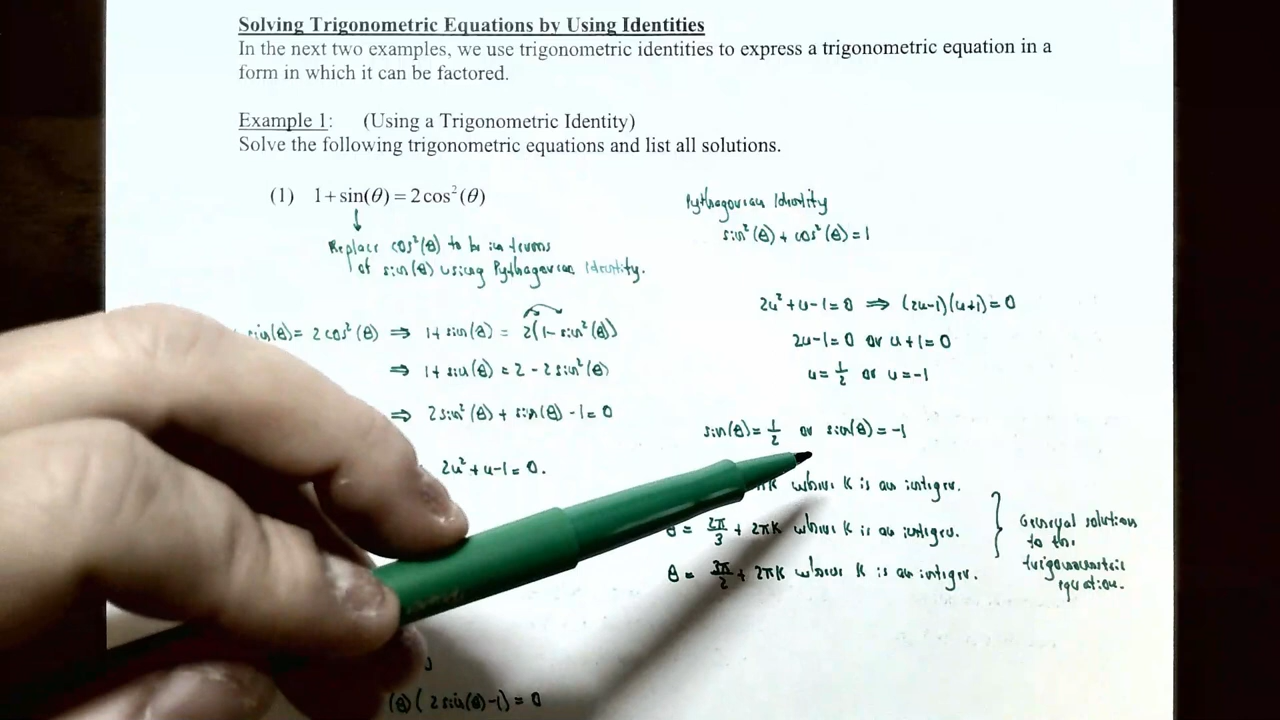 Solving Trigonometric Equations by Using Identities
In the next two examples, we use trigonometric identities to express a trigonometric equation in a
form in which it can be factored.
Example 1: (Using a Trigonometric Identity)
Solve the following trigonometric equations and list all solutions.
(1) 1+sin(θ)=2cos²(θ)
↓
Replace cos²(θ) to be in terms
of sin(θ) using Pythagorean Identity.
sin(θ)= 2cos²(θ) ⇒ 1+sin(θ) = 2(1-sin²(θ))
⇒ 1+sin(θ) = 2-2sin²(θ)
⇒ 2sin²(θ)+sin(θ)-1=0
2u²+u-1=0.
(θ)(2sin(θ)-1)=0
Pythagorean Identity
sin²(θ)+cos²(θ)=1
2u²+u-1=0 ⇒ (2u-1)(u+1)=0
2u-1=0 or u+1=0
u=1/2 or u=-1
sin(θ)=1/2 or sin(θ)=-1
πK where K is an integer.
θ = 2π/3 + 2πK where K is an integer.
θ = 3π/2 + 2πK where K is an integer.
General solution
to the
trigonometric
equation.